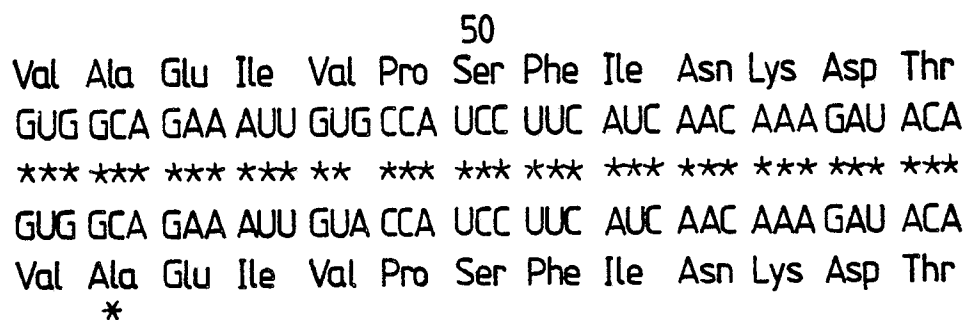 50
Val Ala Glu Ile Val Pro Ser Phe Ile Asn Lys Asp Thr
GUG GCA GAA AUU GUG CCA UCC UUC AUC AAC AAA GAU ACA
*** *** *** *** ** *** *** *** *** *** *** *** ***
GUG GCA GAA AUU GUA CCA UCC UUC AUC AAC AAA GAU ACA
Val Ala Glu Ile Val Pro Ser Phe Ile Asn Lys Asp Thr
*